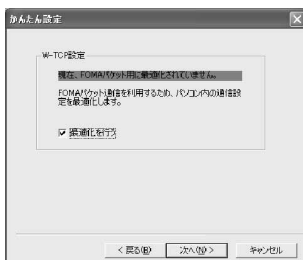 かんたん設定
W-TCP設定
現在、FOMAパケット用に最適化されていません。
FOMAパケット通信を利用するため、パソコン内の通信設
定を最適化します。
最適化を行う
< 戻る(B)
次へ(N) >
キャンセル